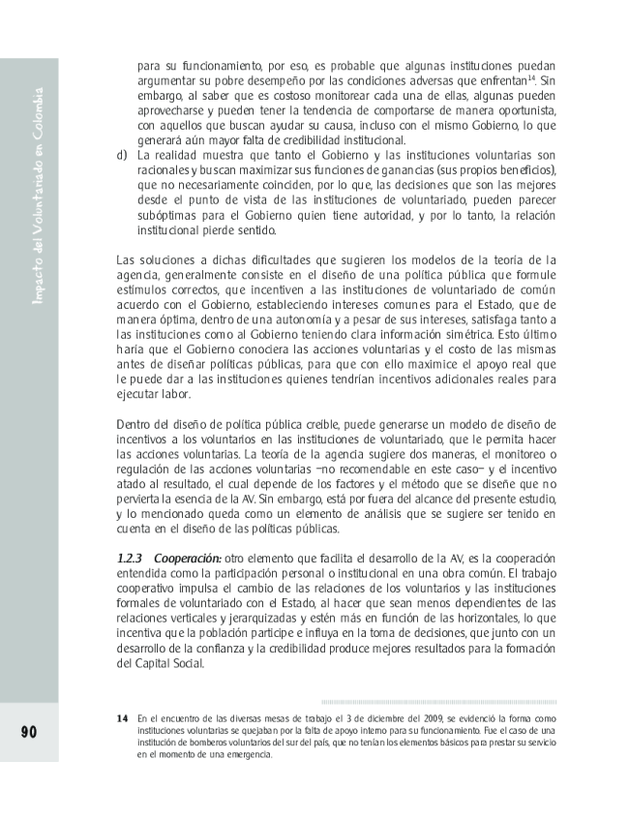 Impacto del Voluntariado en Colombia
para su funcionamiento, por eso, es probable que algunas instituciones puedan
argumentar su pobre desempeño por las condiciones adversas que enfrentan14. Sin
embargo, al saber que es costoso monitorear cada una de ellas, algunas pueden
aprovecharse y pueden tener la tendencia de comportarse de manera oportunista,
con aquellos que buscan ayudar su causa, incluso con el mismo Gobierno, lo que
generará aún mayor falta de credibilidad institucional.
d) La realidad muestra que tanto el Gobierno y las instituciones voluntarias son
racionales y buscan maximizar sus funciones de ganancias (sus propios beneficios),
que no necesariamente coinciden, por lo que, las decisiones que son las mejores
desde el punto de vista de las instituciones de voluntariado, pueden parecer
subóptimas para el Gobierno quien tiene autoridad, y por lo tanto, la relación
institucional pierde sentido.
Las soluciones a dichas dificultades que sugieren los modelos de la teoría de la
agencia, generalmente consiste en el diseño de una política pública que formule
estímulos correctos, que incentiven a las instituciones de voluntariado de común
acuerdo con el Gobierno, estableciendo intereses comunes para el Estado, que de
manera óptima, dentro de una autonomía y a pesar de sus intereses, satisfaga tanto a
las instituciones como al Gobierno teniendo clara información simétrica. Esto último
haría que el Gobierno conociera las acciones voluntarias y el costo de las mismas
antes de diseñar políticas públicas, para que con ello maximice el apoyo real que
le puede dar a las instituciones quienes tendrían incentivos adicionales reales para
ejecutar labor.
Dentro del diseño de política pública creíble, puede generarse un modelo de diseño de
incentivos a los voluntarios en las instituciones de voluntariado, que le permita hacer
las acciones voluntarias. La teoría de la agencia sugiere dos maneras, el monitoreo o
regulación de las acciones voluntarias –no recomendable en este caso– y el incentivo
atado al resultado, el cual depende de los factores y el método que se diseñe que no
pervierta la esencia de la AV. Sin embargo, está por fuera del alcance del presente estudio,
y lo mencionado queda como un elemento de análisis que se sugiere ser tenido en
cuenta en el diseño de las políticas públicas.
1.2.3 Cooperación: otro elemento que facilita el desarrollo de la AV, es la cooperación
entendida como la participación personal o institucional en una obra común. El trabajo
cooperativo impulsa el cambio de las relaciones de los voluntarios y las instituciones
formales de voluntariado con el Estado, al hacer que sean menos dependientes de las
relaciones verticales y jerarquizadas y estén más en función de las horizontales, lo que
incentiva que la población participe e influya en la toma de decisiones, que junto con un
desarrollo de la confianza y la credibilidad produce mejores resultados para la formación
del Capital Social.
14 En el encuentro de las diversas mesas de trabajo el 3 de diciembre del 2009, se evidenció la forma como
instituciones voluntarias se quejaban por la falta de apoyo interno para su funcionamiento. Fue el caso de una
institución de bomberos voluntarios del sur del país, que no tenían los elementos básicos para prestar su servicio
en el momento de una emergencia.
90